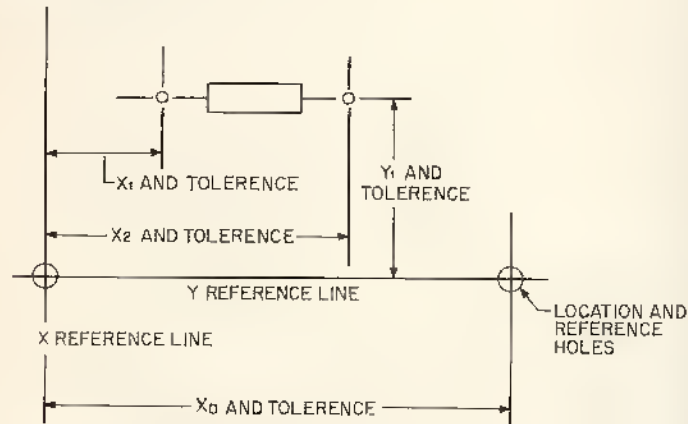 X1 AND TOLERENCE
Y1 AND
TOLERENCE
X2 AND TOLERENCE
Y REFERENCE LINE
LOCATION AND
REFERENCE
HOLES
X REFERENCE LINE
X0 AND TOLERENCE